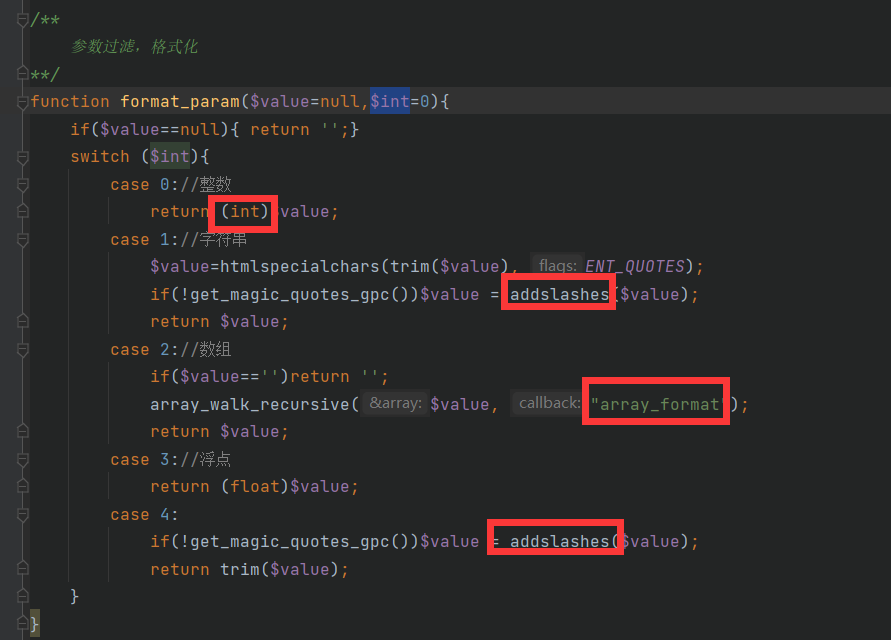 /**
参数过滤，格式化
**/
function format_param($value=null,$int=0){
if($value==null){ return '';}
switch ($int){
case 0://整数
return (int)$value;
case 1://字符串
$value=htmlspecialchars(trim($value), flags: ENT_QUOTES);
if(!get_magic_quotes_gpc())$value = addslashes($value);
return $value;
case 2://数组
if($value=='')return '';
array_walk_recursive( &array: $value, callback: "array_format");
return $value;
case 3://浮点
return (float)$value;
case 4:
if(!get_magic_quotes_gpc())$value = addslashes($value);
return trim($value);
}
}